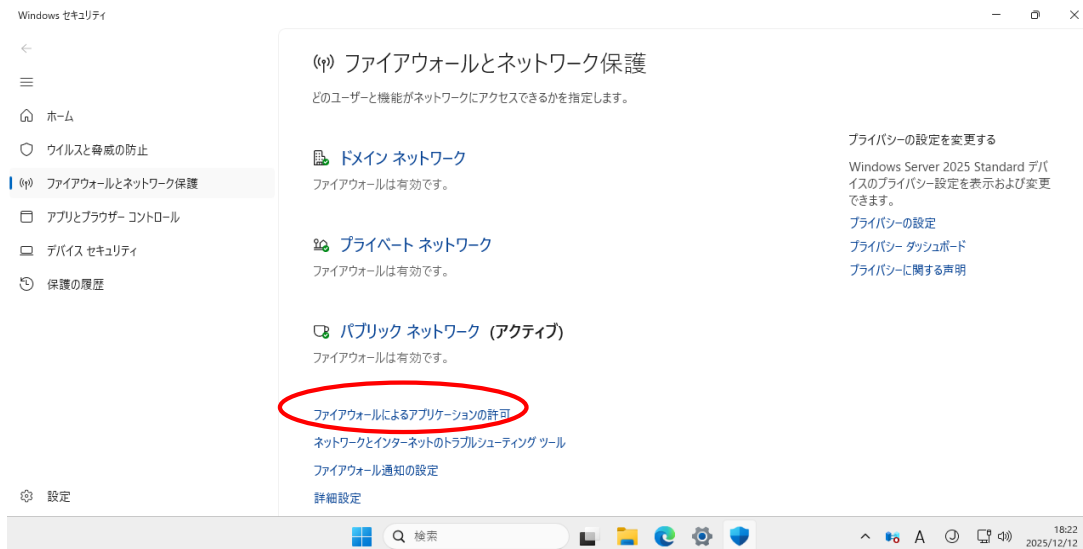 Windows セキュリティ
ファイアウォールとネットワーク保護
どのユーザーと機能がネットワークにアクセスできるかを指定します。
ホーム
ウイルスと脅威の防止
ファイアウォールとネットワーク保護
アプリとブラウザー コントロール
デバイス セキュリティ
保護の履歴
設定
ドメイン ネットワーク
ファイアウォールは有効です。
プライベート ネットワーク
ファイアウォールは有効です。
パブリック ネットワーク (アクティブ)
ファイアウォールは有効です。
ファイアウォールによるアプリケーションの許可
ネットワークとインターネットのトラブルシューティング ツール
ファイアウォール通知の設定
詳細設定
プライバシーの設定を変更する
Windows Server 2025 Standard デバ
イスのプライバシー設定を表示および変更
できます。
プライバシーの設定
プライバシー ダッシュボード
プライバシーに関する声明
検索
A
18:22
2025/12/12